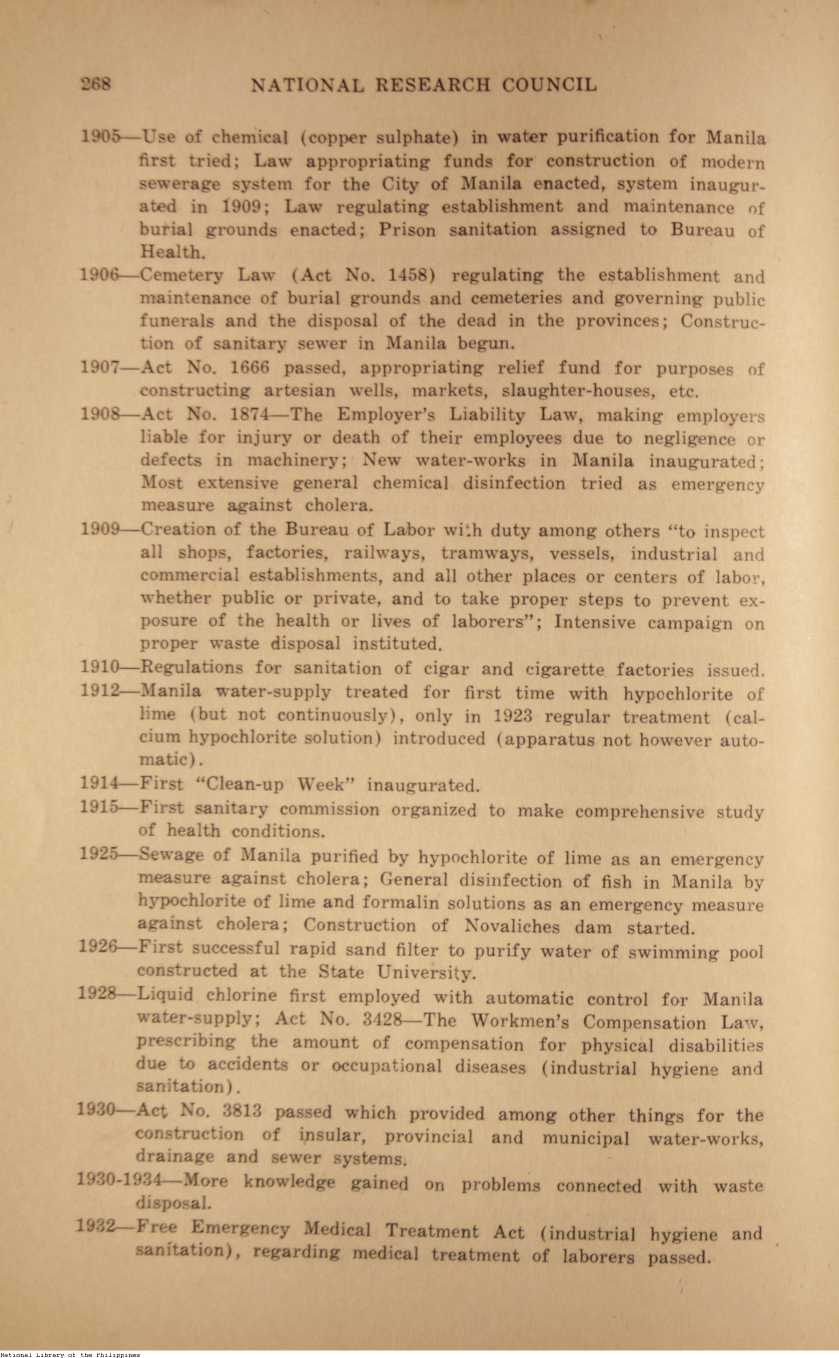 268
NATIONAL RESEARCH COUNCIL
1905—Use of chemical (copper sulphate) in water purification for Manila
first tried; Law appropriating funds for construction of modern
sewerage system for the City of Manila enacted, system inaugur-
ated in 1909; Law regulating establishment and maintenance of
burial grounds enacted; Prison sanitation assigned to Bureau of
Health.
1906—Cemetery Law (Act No. 1458) regulating the establishment and
maintenance of burial grounds and cemeteries and governing public
funerals and the disposal of the dead in the provinces; Construc-
tion of sanitary sewer in Manila begun.
1907—Act No. 1666 passed, appropriating relief fund for purposes of
constructing artesian wells, markets, slaughter-houses, etc.
1908—Act No. 1874—The Employer's Liability Law, making employers
liable for injury or death of their employees due to negligence or
defects in machinery; New water-works in Manila inaugurated;
Most extensive general chemical disinfection tried as emergency
measure against cholera.
1909—Creation of the Bureau of Labor with duty among others "to inspect
all shops, factories, railways, tramways, vessels, industrial and
commercial establishments, and all other places or centers of labor,
whether public or private, and to take proper steps to prevent ex-
posure of the health or lives of laborers"; Intensive campaign on
proper waste disposal instituted.
1910—Regulations for sanitation of cigar and cigarette factories issued.
1912—Manila water-supply treated for first time with hypochlorite of
lime (but not continuously), only in 1923 regular treatment (cal-
cium hypochlorite solution) introduced (apparatus not however auto-
matic).
1914—First "Clean-up Week" inaugurated.
1915—First sanitary commission organized to make comprehensive study
of health conditions.
1925—Sewage of Manila purified by hypochlorite of lime as an emergency
measure against cholera; General disinfection of fish in Manila by
hypochlorite of lime and formalin solutions as an emergency measure
against cholera; Construction of Novaliches dam started.
1926—First successful rapid sand filter to purify water of swimming pool
constructed at the State University.
1928—Liquid chlorine first employed with automatic control for Manila
water-supply; Act No. 3428—The Workmen's Compensation Law,
prescribing the amount of compensation for physical disabilities
due to accidents or occupational diseases (industrial hygiene and
sanitation).
1930—Act No. 3813 passed which provided among other things for the
construction of insular, provincial and municipal water-works,
drainage and sewer systems.
1930-1934—More knowledge gained on problems connected with waste
disposal.
1932—Free Emergency Medical Treatment Act (industrial hygiene and
sanitation), regarding medical treatment of laborers passed.
National Library of the Philippines